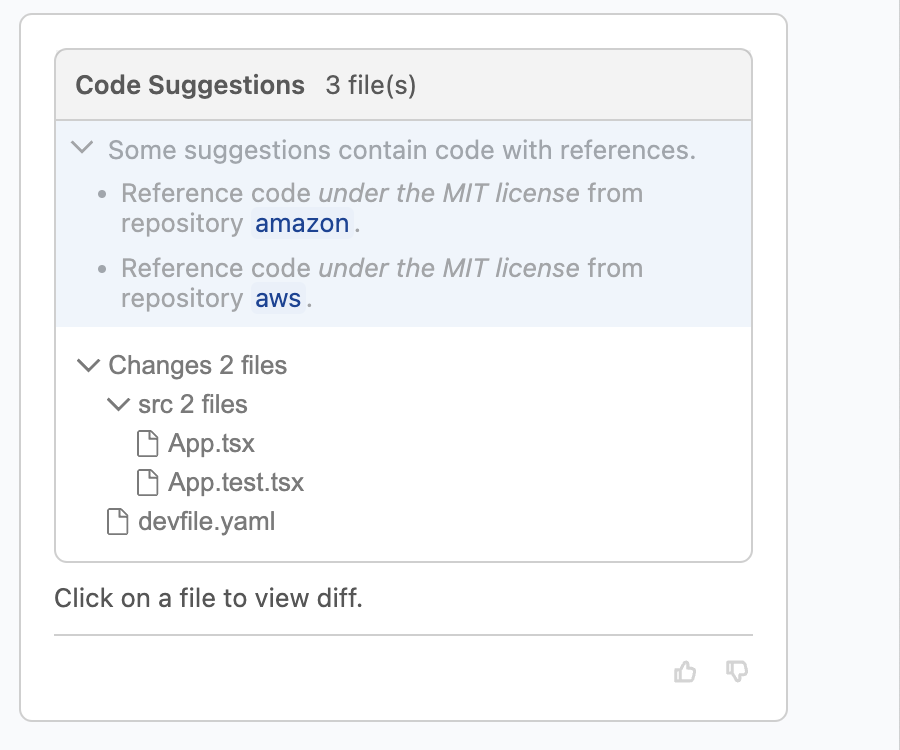 Code Suggestions 3 file(s)
Some suggestions contain code with references.
Reference code under the MIT license from
repository amazon.
Reference code under the MIT license from
repository aws.
Changes 2 files
src 2 files
App.tsx
App.test.tsx
devfile.yaml
Click on a file to view diff.